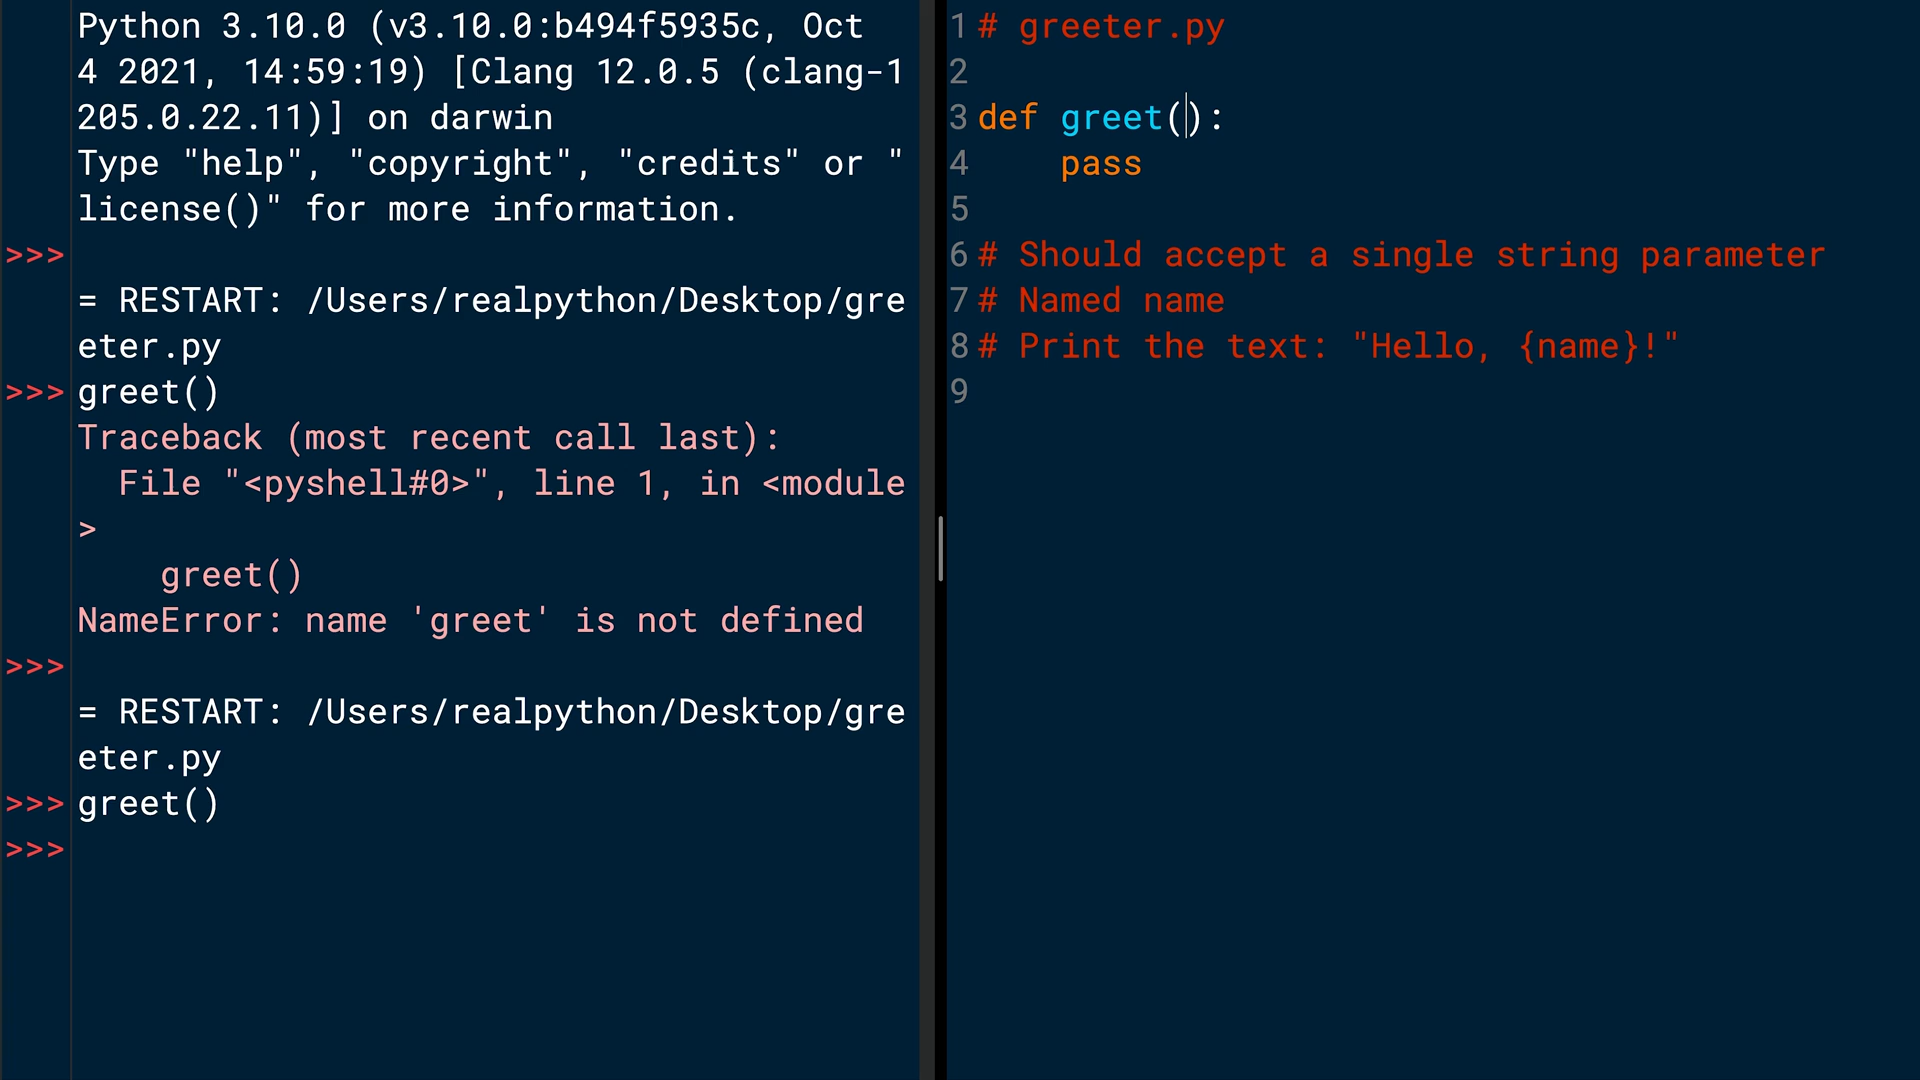 Python 3.10.0 (v3.10.0:b494f5935c, Oct
4 2021, 14:59:19) [Clang 12.0.5 (clang-1
205.0.22.11)] on darwin
Type "help", "copyright", "credits" or "
license()" for more information.
>>>
= RESTART: /Users/realpython/Desktop/gre
eter.py
>>> greet()
Traceback (most recent call last):
  File "<pyshell#0>", line 1, in <module
>
    greet()
NameError: name 'greet' is not defined
>>>
= RESTART: /Users/realpython/Desktop/gre
eter.py
>>> greet()
>>>
1 # greeter.py
2
3 def greet():
4     pass
5
6 # Should accept a single string parameter
7 # Named name
8 # Print the text: "Hello, {name}!"
9